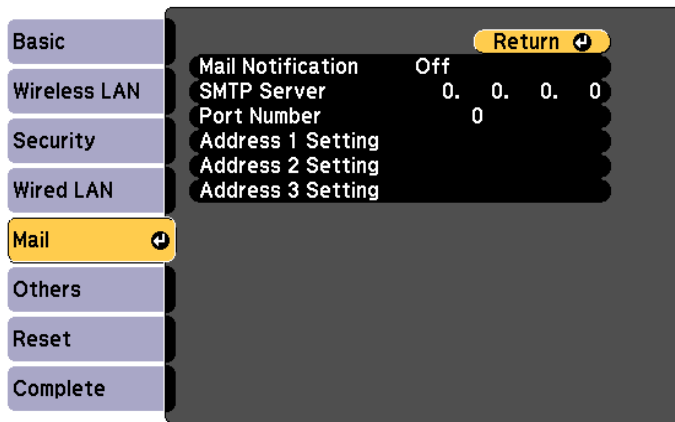 Basic
Wireless LAN
Security
Wired LAN
Mail
Others
Reset
Complete
Return
Mail Notification Off
SMTP Server 0. 0. 0. 0
Port Number 0
Address 1 Setting
Address 2 Setting
Address 3 Setting